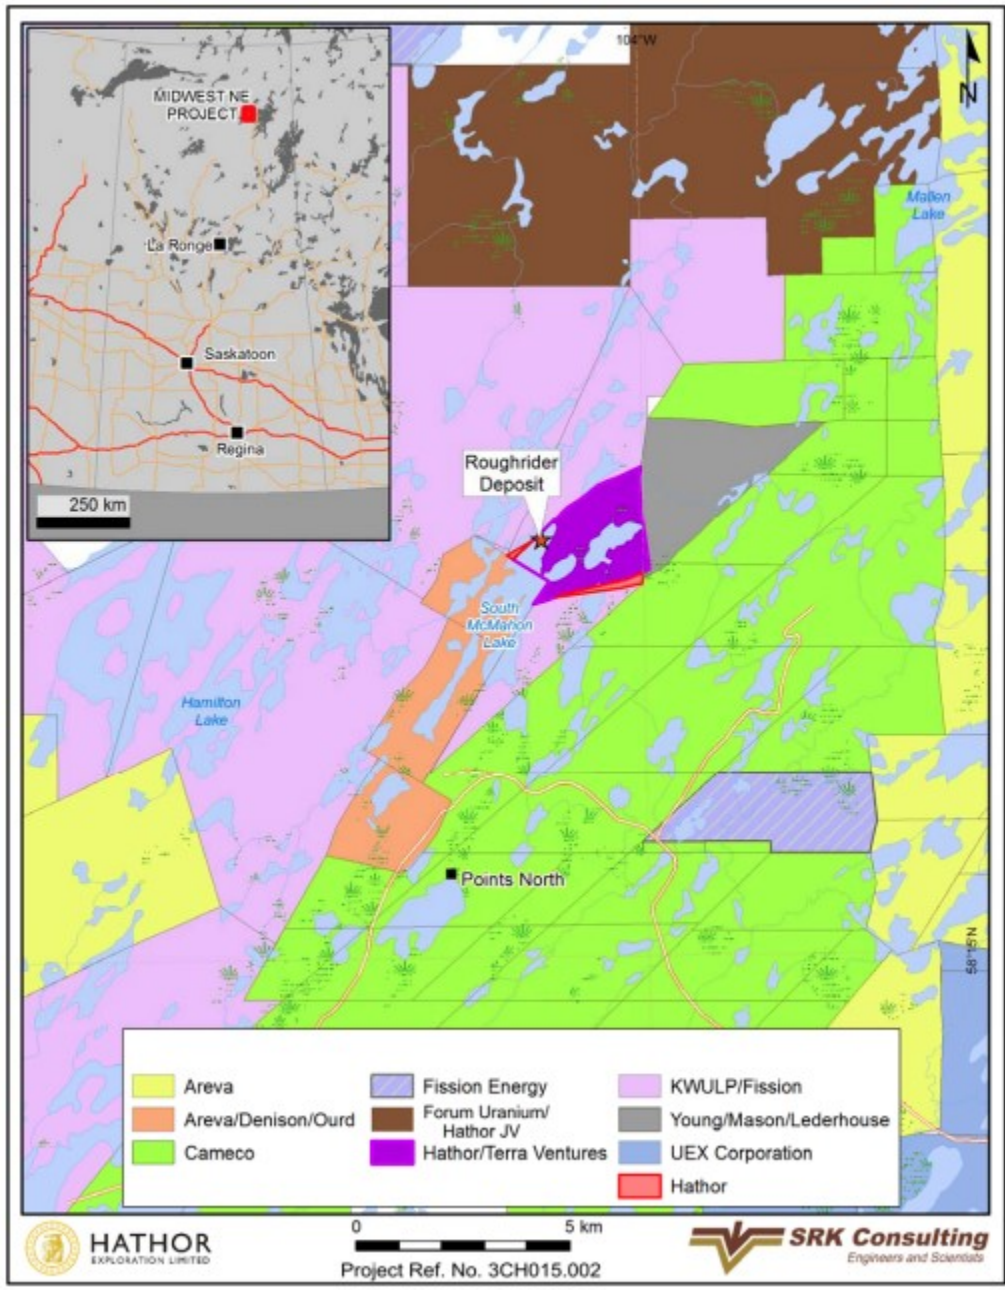 104°W
N
MIDWEST NE
PROJECT
La Ronge
Saskatoon
Regina
3
250 km
Mallen
Lake
Roughrider
Deposit
South
McMahon
Lake
Hamilton
Lake
Points North
58°15'N
Areva
Areva/Denison/Ourd
Cameco
Fission Energy
Forum Uranium/
Hathor JV
Hathor/Terra Ventures
KWULP/Fission
Young/Mason/Lederhouse
UEX Corporation
Hathor
HATHOR
EXPLORATION LIMITED
0 5 km
Project Ref. No. 3CH015.002
SRK Consulting
Engineers and Scientists